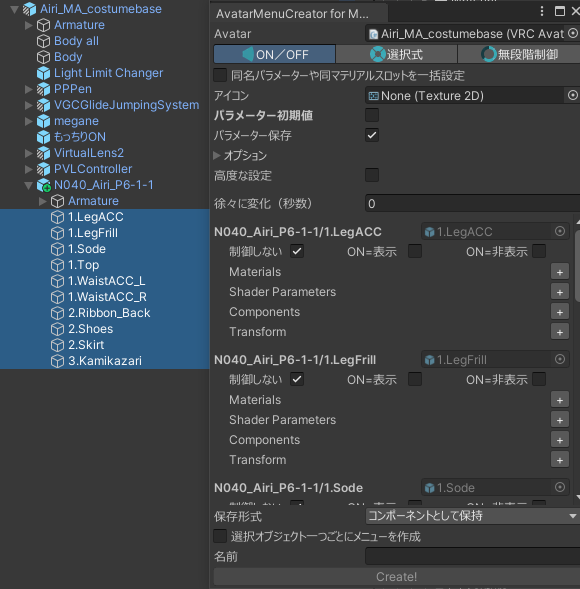 Airi_MA_costumebase
Armature
Body all
Body
Light Limit Changer
PPPen
VGCGlideJumpingSystem
megane
もっちりON
VirtualLens2
PVLController
N040_Airi_P6-1-1
Armature
1.LegACC
1.LegFrill
1.Sode
1.Top
1.WaistACC_L
1.WaistACC_R
2.Ribbon_Back
2.Shoes
2.Skirt
3.Kamikazari
AvatarMenuCreator for M...
Avatar Airi_MA_costumebase (VRC Avat
ON／OFF 選択式 無段階制御
同名パラメーターや同マテリアルスロットを一括設定
アイコン None (Texture 2D)
パラメーター初期値
パラメーター保存
オプション
高度な設定
徐々に変化（秒数） 0
N040_Airi_P6-1-1/1.LegACC 1.LegACC
制御しない ON=表示 ON=非表示
Materials +
Shader Parameters +
Components +
Transform +
N040_Airi_P6-1-1/1.LegFrill 1.LegFrill
制御しない ON=表示 ON=非表示
Materials +
Shader Parameters +
Components +
Transform +
N040_Airi_P6-1-1/1.Sode 1.Sode
保存形式 コンポーネントとして保持
選択オブジェクト一つごとにメニューを作成
名前
Create!